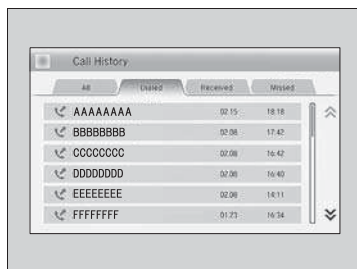 Call History
All Dialed Received Missed
AAAAAAAA 02.15 18:18
BBBBBBBB 02.08 17:42
CCCCCCCC 02.08 16:42
DDDDDDDD 02.08 16:40
EEEEEEEE 02.08 14:11
FFFFFFFF 01.23 16:34